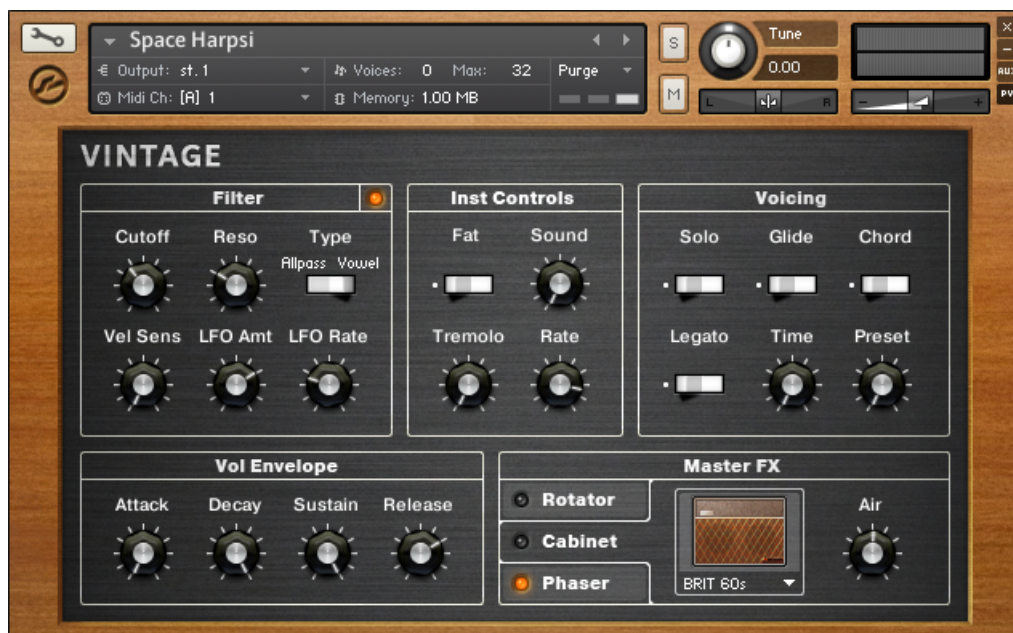 Space Harpsi
Output: st.1
Voices: 0 Max: 32
Purge
Midi Ch: [A] 1
Memory: 1.00 MB
S
M
Tune
0.00
L R
- +
×
-
AUX
PV
VINTAGE
Filter
Cutoff Reso Type
Allpass Vowel
Vel Sens LFO Amt LFO Rate
Inst Controls
Fat Sound
Tremolo Rate
Voicing
Solo Glide Chord
Legato Time Preset
Vol Envelope
Attack Decay Sustain Release
Master FX
Rotator
Cabinet
Phaser
BRIT 60s
Air